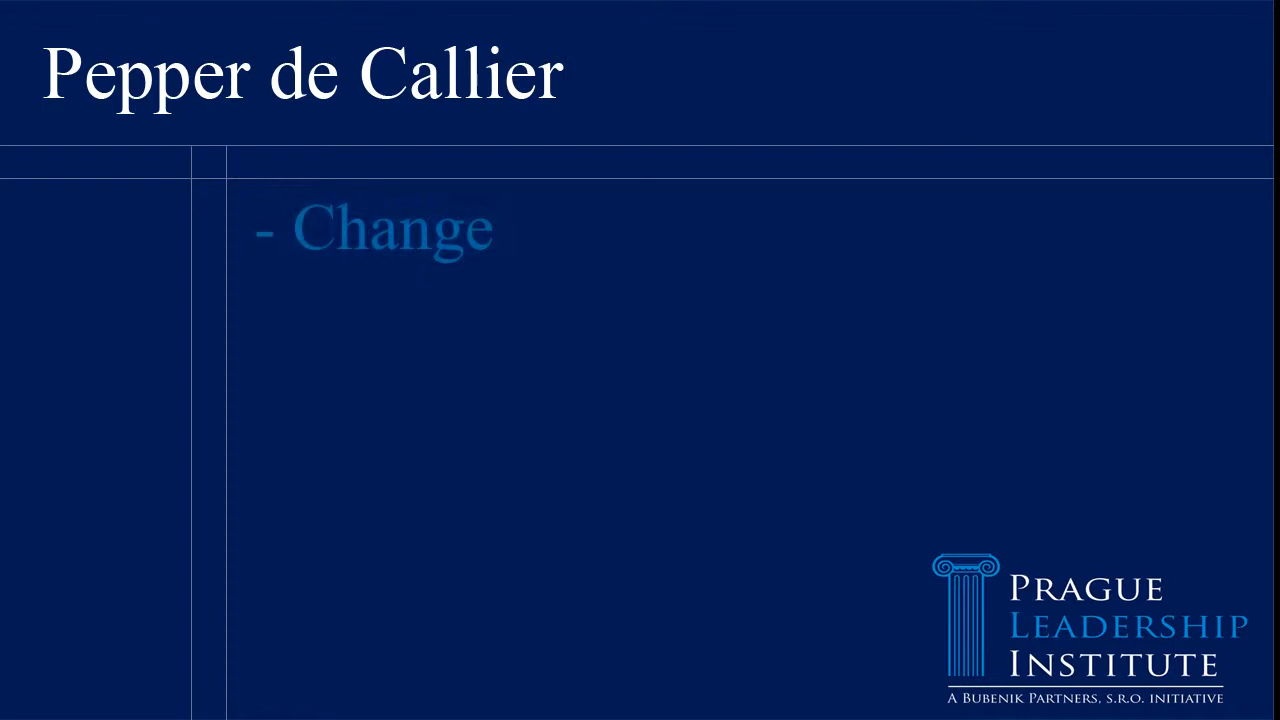 Pepper de Callier
- Change
PRAGUE
LEADERSHIP
INSTITUTE
A BUBENIK PARTNERS, S.R.O. INITIATIVE